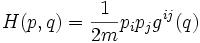 H(p,q) = \frac{1}{2m} p_i p_j g^{ij}(q)